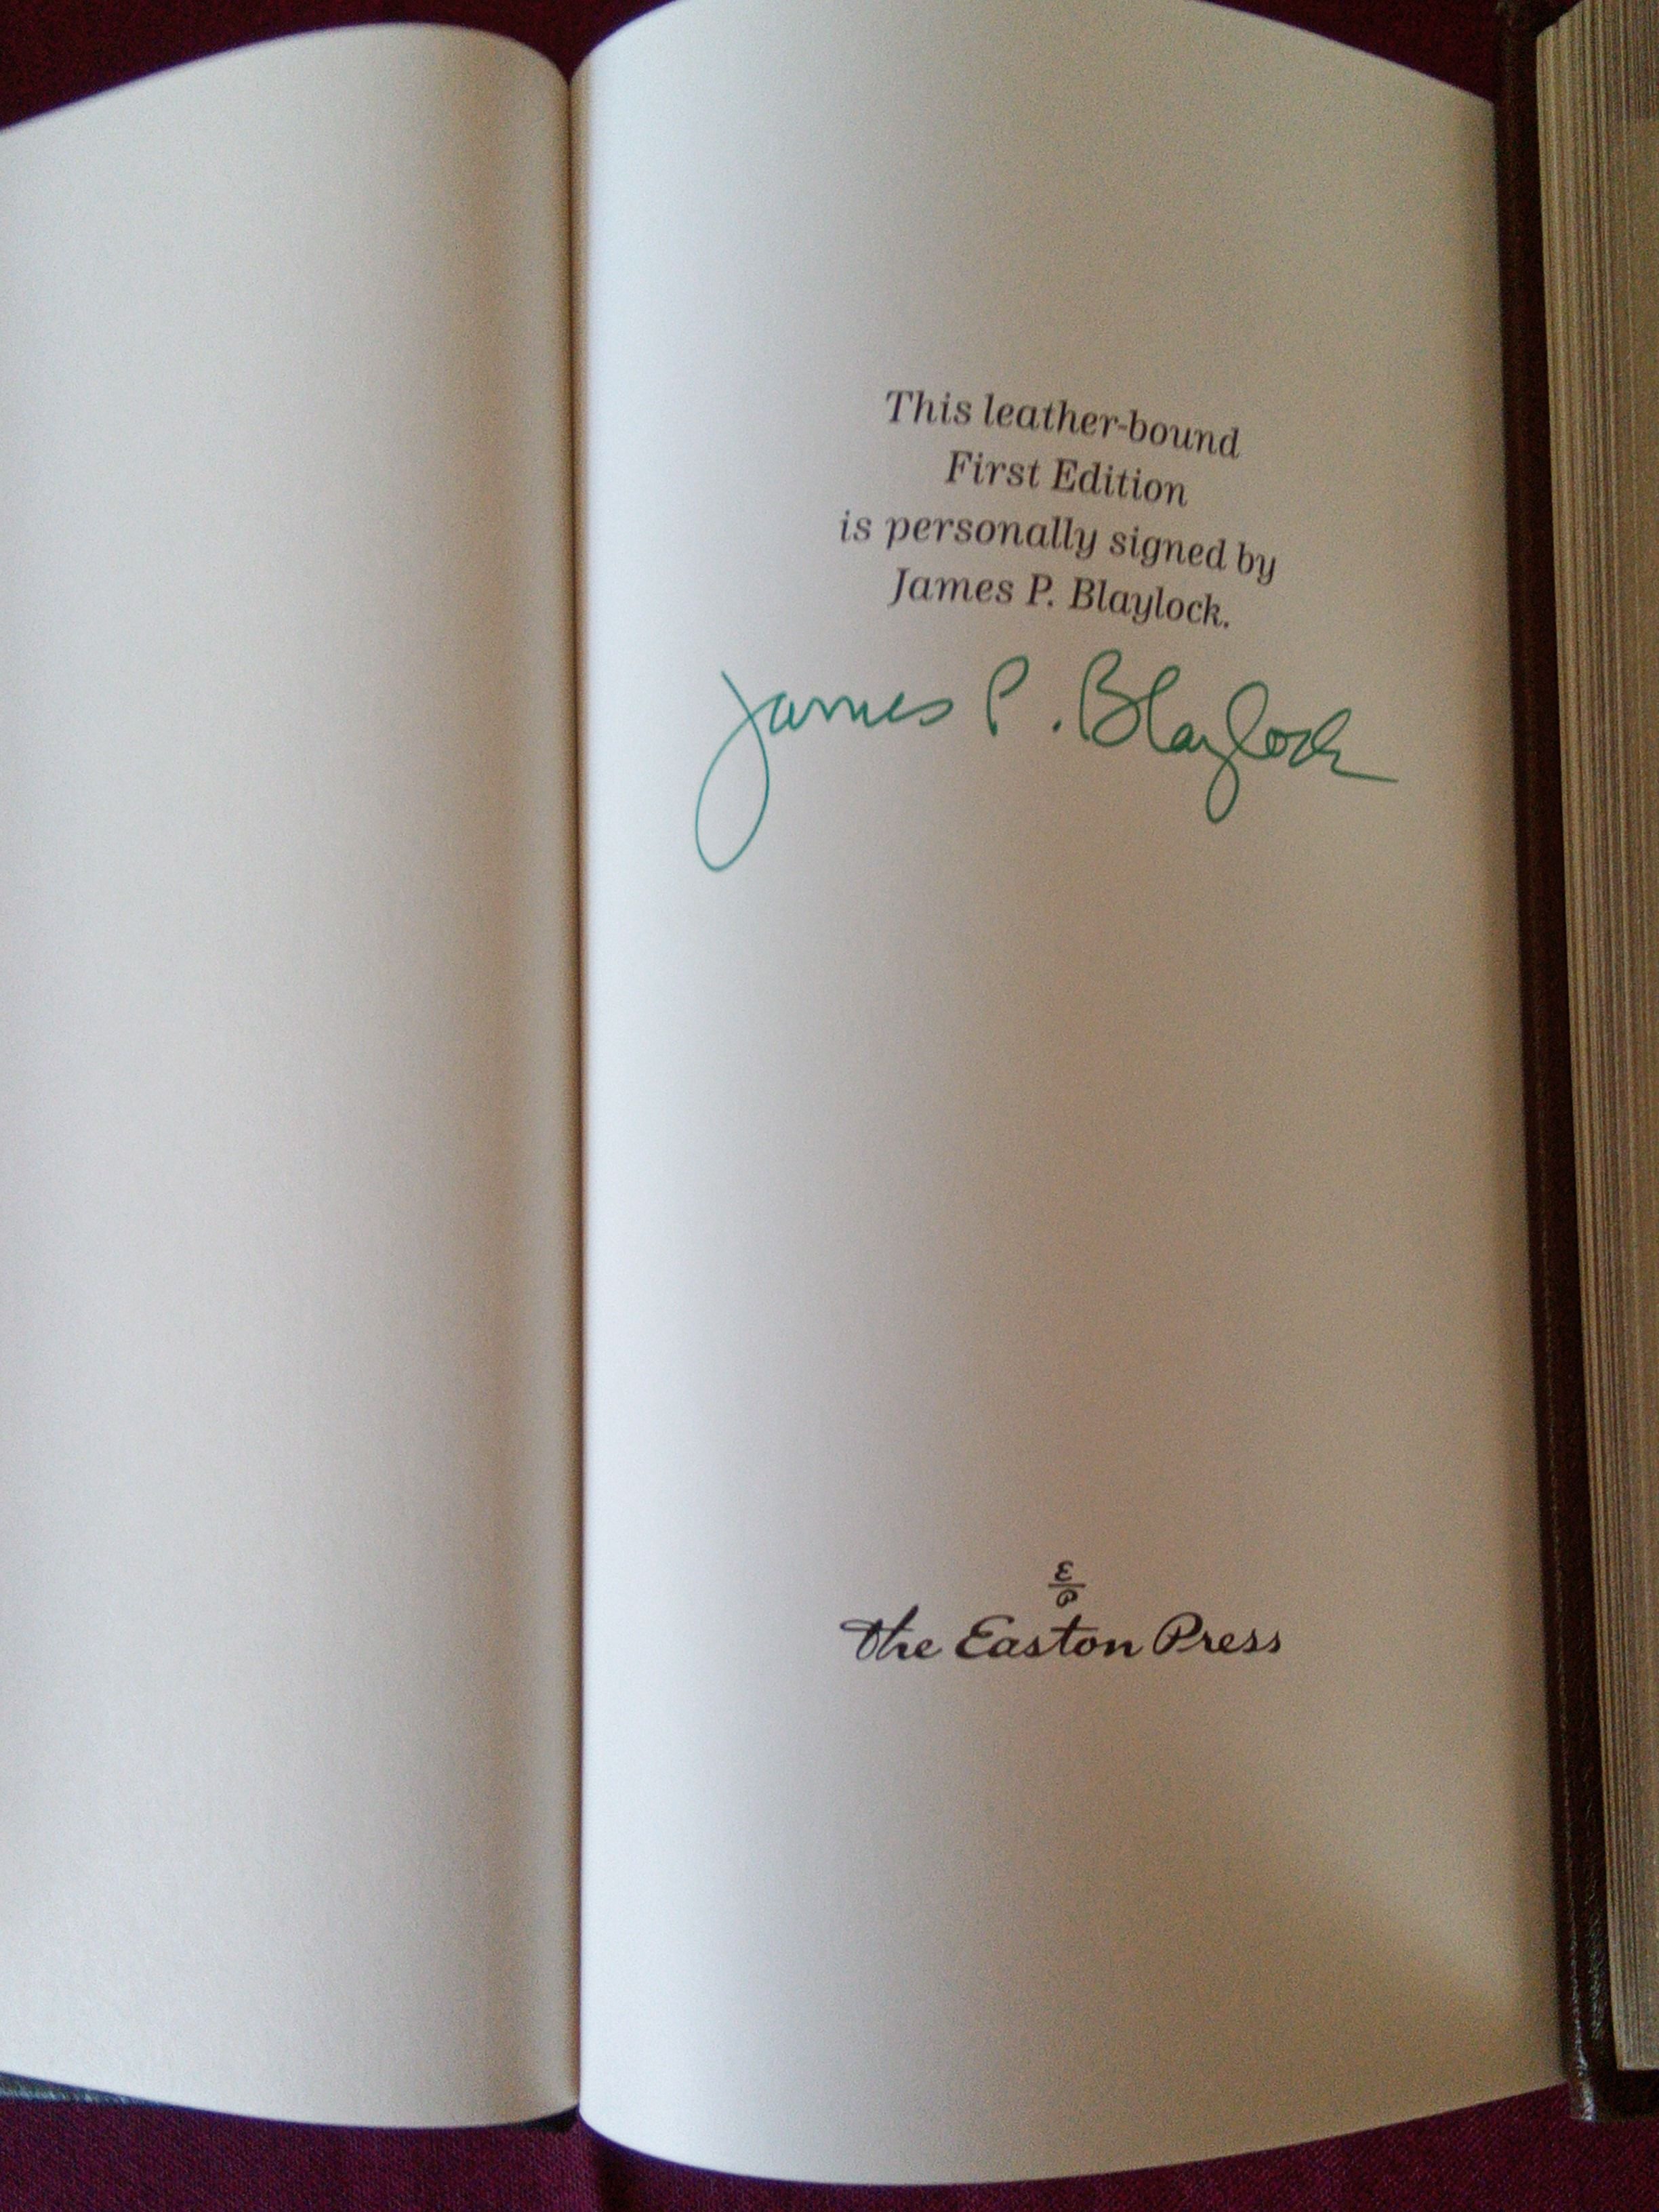 This leather-bound
First Edition
is personally signed by
James P. Blaylock.
James P. Blaylock
E
P
The Easton Press